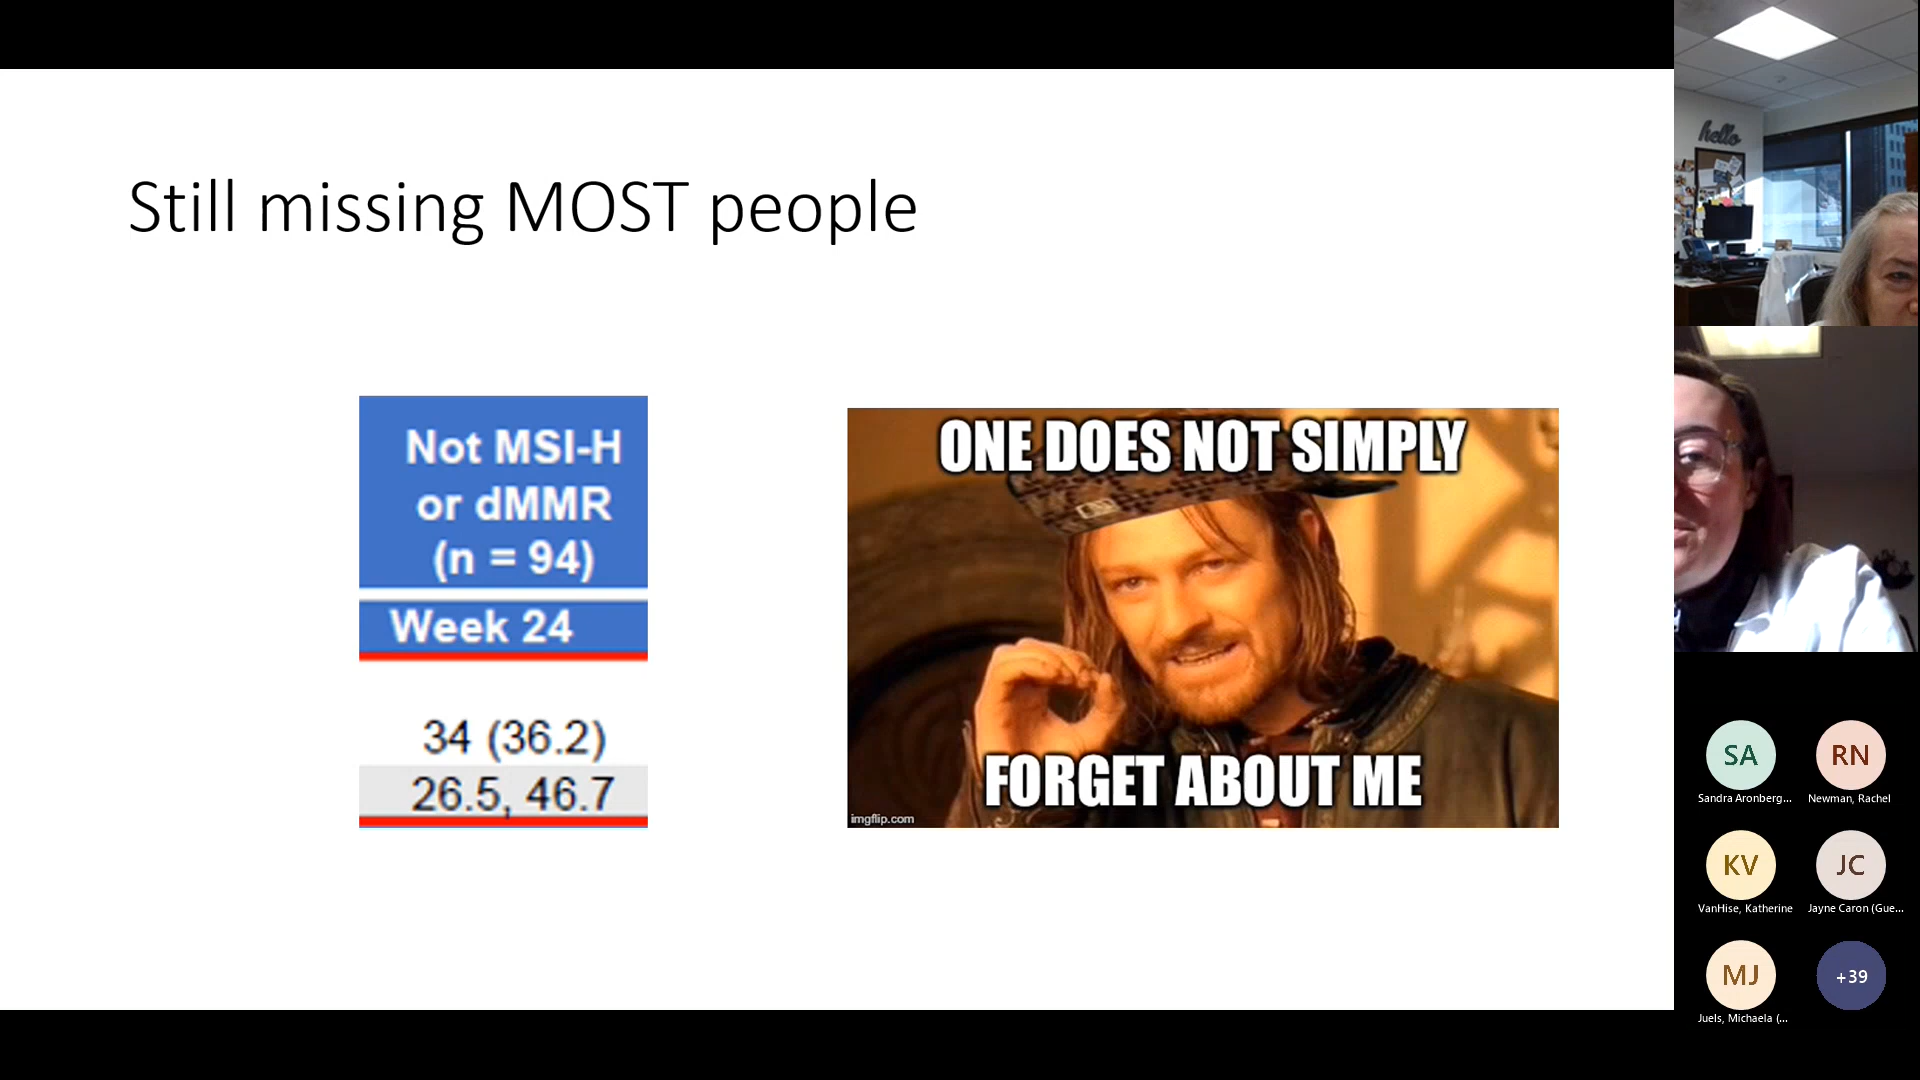 Still missing MOST people
Not MSI-H
or dMMR
(n = 94)
Week 24
34 (36.2)
26.5, 46.7
ONE DOES NOT SIMPLY
FORGET ABOUT ME
imgflip.com
hello
SA
RN
Sandra Aronberg...
Newman, Rachel
KV
JC
VanHise, Katherine
Jayne Caron (Gue...
MJ
+39
Juels, Michaela (...